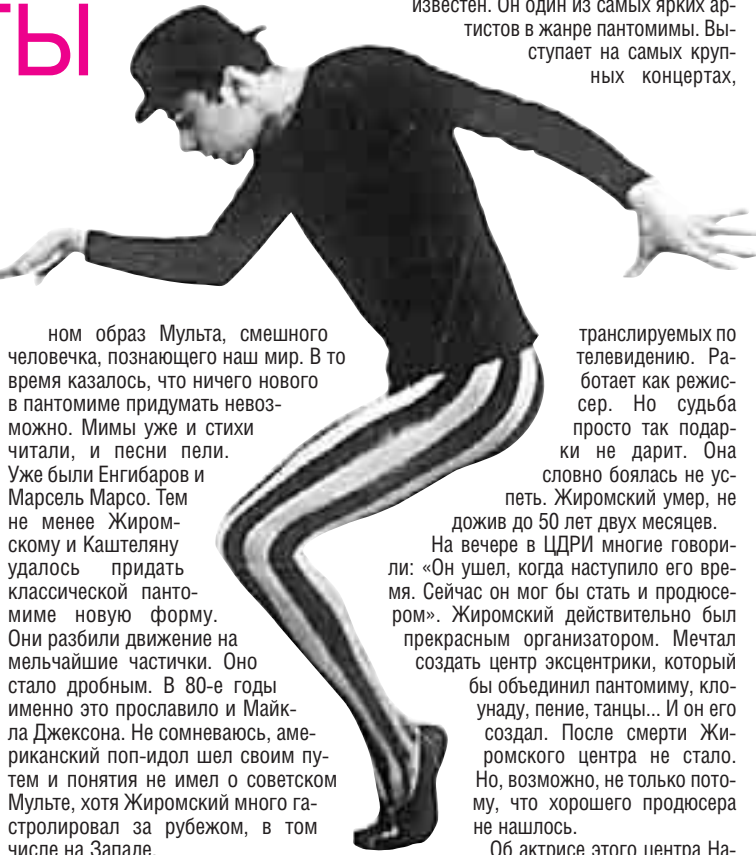 ТЫ
ном образ Мульта, смешного
человечка, познающего наш мир. В то
время казалось, что ничего нового
в пантомиме придумать невоз-
можно. Мимы уже и стихи
читали, и песни пели.
Уже были Енгибаров и
Марсель Марсо. Тем
не менее Жиром-
скому и Каштеляну
удалось придать
классической панто-
миме новую форму.
Они разбили движение на
мельчайшие частички. Оно
стало дробным. В 80-е годы
именно это прославило и Майк-
ла Джексона. Не сомневаюсь, аме-
риканский поп-идол шел своим пу-
тем и понятия не имел о советском
Мульте, хотя Жиромский много га-
стролировал за рубежом, в том
числе на Западе.
известен. Он один из самых ярких ар-
тистов в жанре пантомимы. Вы-
ступает на самых круп-
ных концертах,
транслируемых по
телевидению. Ра-
ботает как режис-
сер. Но судьба
просто так подар-
ки не дарит. Она
словно боялась не ус-
петь. Жиромский умер, не
дожив до 50 лет двух месяцев.
На вечере в ЦДРИ многие говори-
ли: «Он ушел, когда наступило его вре-
мя. Сейчас он мог бы стать и продюсе-
ром». Жиромский действительно был
прекрасным организатором. Мечтал
создать центр эксцентрики, который
бы объединил пантомиму, кло-
унаду, пение, танцы... И он его
создал. После смерти Жи-
ромского центра не стало.
Но, возможно, не только пото-
му, что хорошего продюсера
не нашлось.
Об актрисе этого центра На-